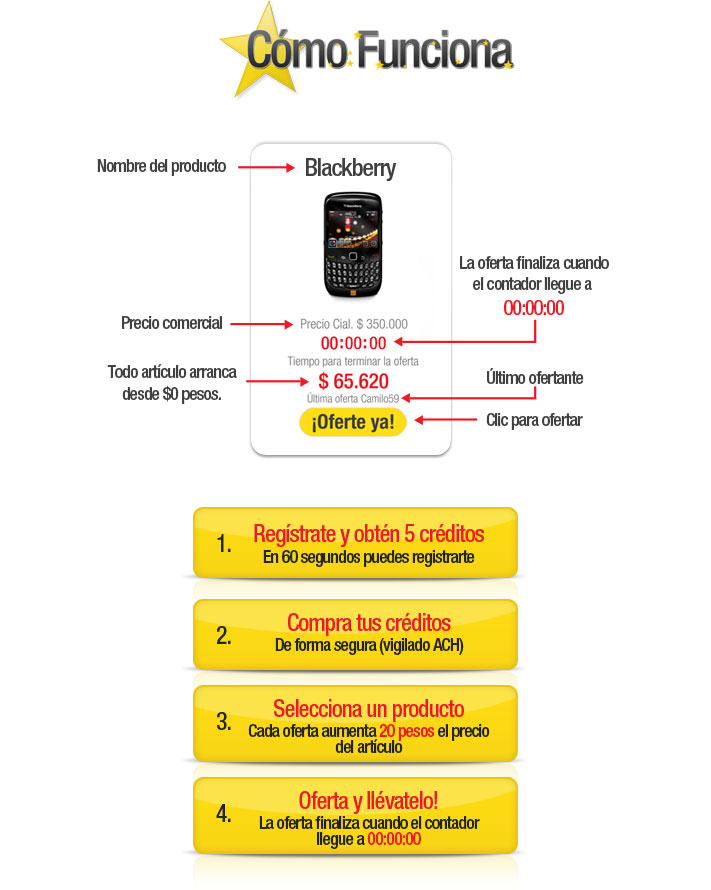 Cómo Funciona
Nombre del producto
Blackberry
La oferta finaliza cuando
el contador llegue a
00:00:00
Precio comercial
Precio Cial. $ 350.000
00:00:00
Tiempo para terminar la oferta
Todo artículo arranca
desde $0 pesos.
$ 65.620
Última oferta Camilo59
Último ofertante
¡Oferte ya!
Clic para ofertar
1.
Regístrate y obtén 5 créditos
En 60 segundos puedes registrarte
2.
Compra tus créditos
De forma segura (vigilado ACH)
3.
Selecciona un producto
Cada oferta aumenta 20 pesos el precio
del artículo
4.
Oferta y llévatelo!
La oferta finaliza cuando el contador
llegue a 00:00:00